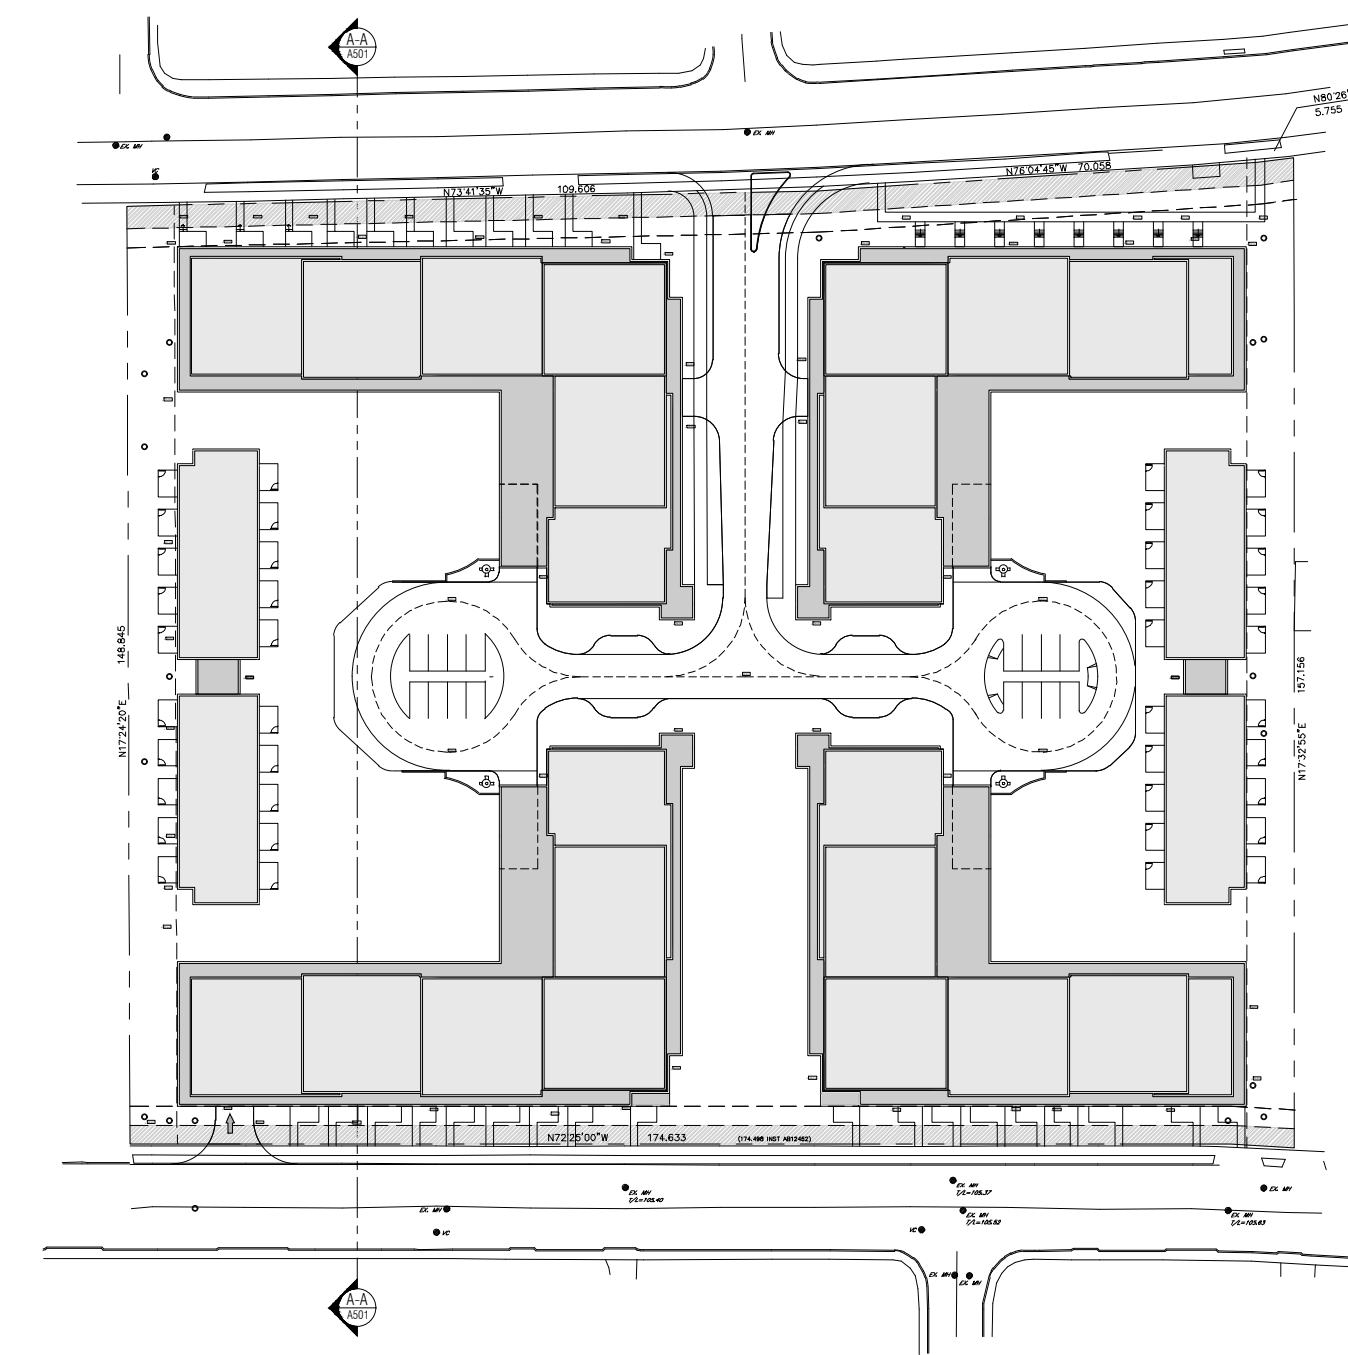 A-A
A501
N80°26'
5.755
EX. MH
EX. MH
VC
N76°04'45"W 70.058
N73°41'35"W 109.606
148.845
N17°24'20"E
157.156
N17°32'55"E
N72°25'00"W 174.633 (174.498 INST AB12452)
EX. MH
T/L=105.40
EX. MH
T/L=105.37
EX. MH
EX. MH
EX. MH
T/L=105.52
EX. MH
T/L=105.63
VC
VC
EX. MH
EX. MH
A-A
A501